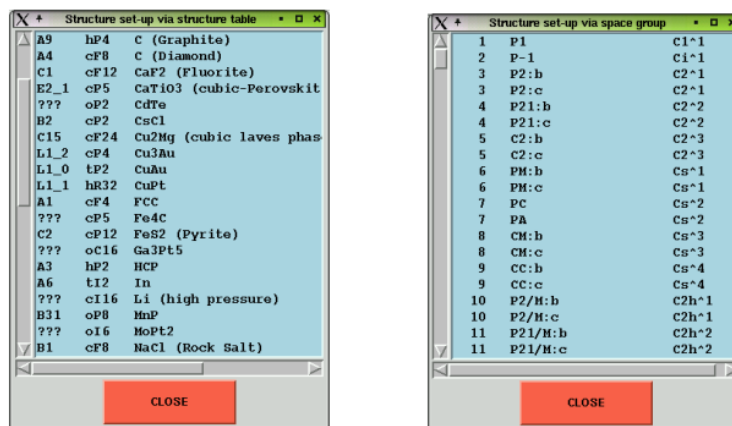 Structure set-up via structure table
A9 hP4 C (Graphite)
A4 cF8 C (Diamond)
C1 cF12 CaF2 (Fluorite)
E2_1 cP5 CaTiO3 (cubic-Perovskit
??? oP2 CdTe
B2 cP2 CsCl
C15 cF24 Cu2Mg (cubic laves phas
L1_2 cP4 Cu3Au
L1_0 tP2 CuAu
L1_1 hR32 CuPt
A1 cF4 FCC
??? cP5 Fe4C
C2 cP12 FeS2 (Pyrite)
??? oC16 Ga3Pt5
A3 hP2 HCP
A6 tI2 In
??? cI16 Li (high pressure)
B31 oP8 MnP
??? oI6 MoPt2
B1 cF8 NaCl (Rock Salt)
CLOSE
Structure set-up via space group
1 P1 C1^1
2 P-1 Ci^1
3 P2:b C2^1
3 P2:c C2^1
4 P21:b C2^2
4 P21:c C2^2
5 C2:b C2^3
5 C2:c C2^3
6 PM:b Cs^1
6 PM:c Cs^1
7 PC Cs^2
7 PA Cs^2
8 CM:b Cs^3
8 CM:c Cs^3
9 CC:b Cs^4
9 CC:c Cs^4
10 P2/M:b C2h^1
10 P2/M:c C2h^1
11 P21/M:b C2h^2
11 P21/M:c C2h^2
CLOSE